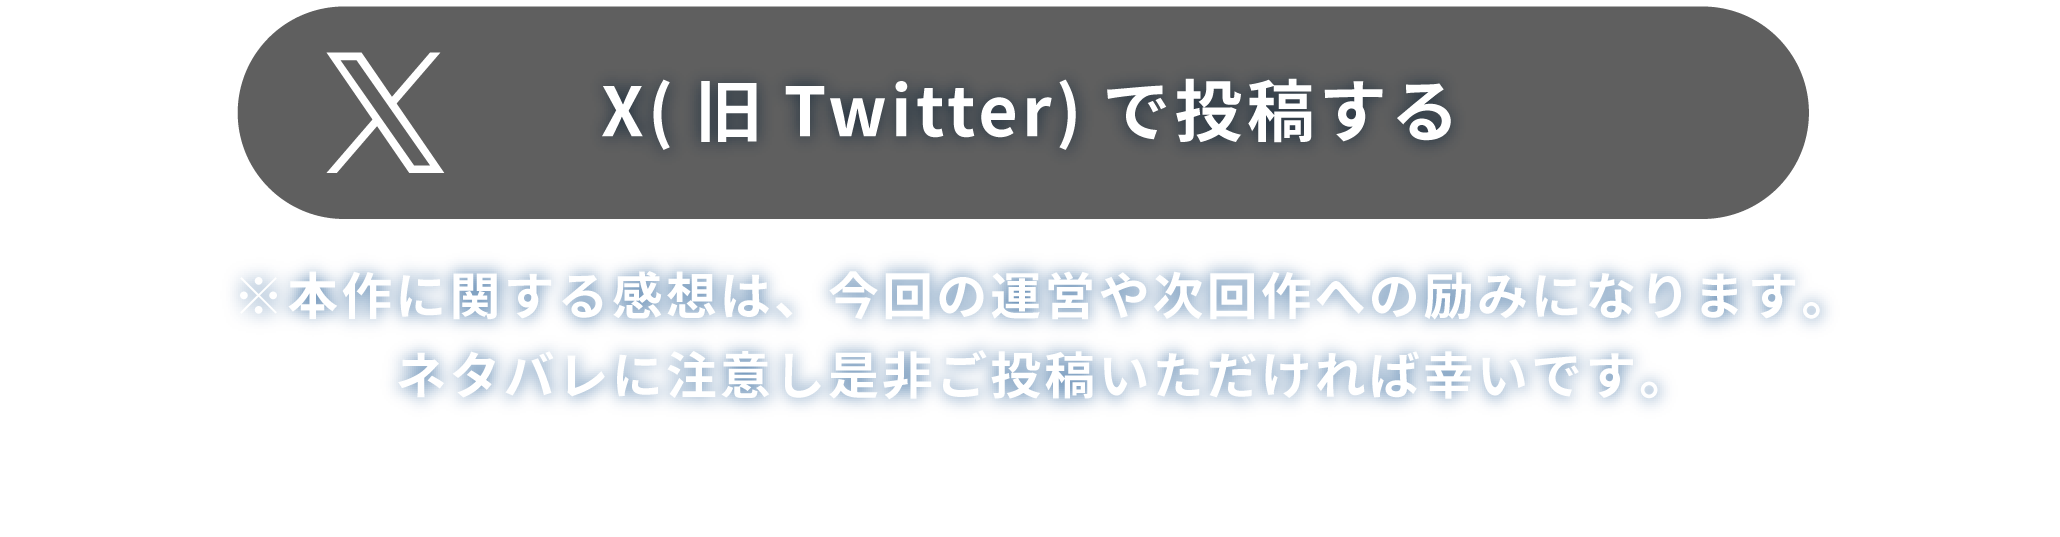 X(旧 Twitter)で投稿する
※本作に関する感想は、今回の運営や次回作への励みになります。
ネタバレに注意し是非ご投稿いただければ幸いです。